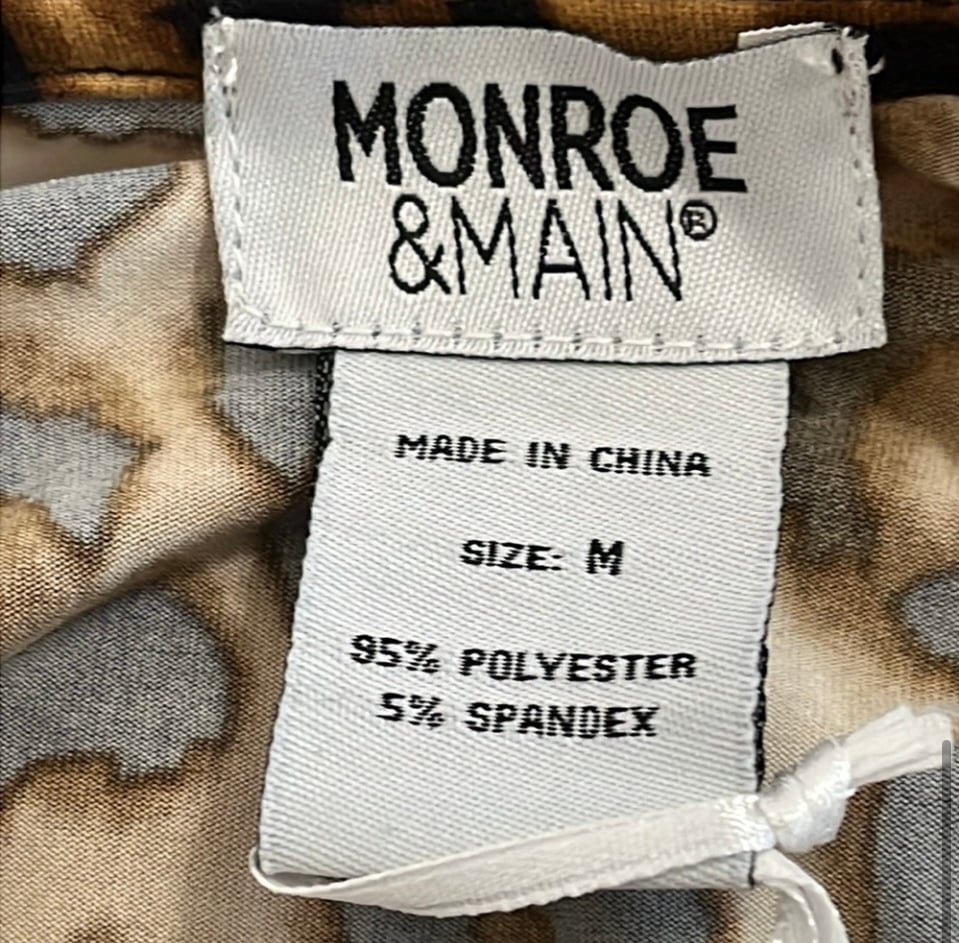 MONROE
&MAIN®
MADE IN CHINA
SIZE: M
95% POLYESTER
5% SPANDEX